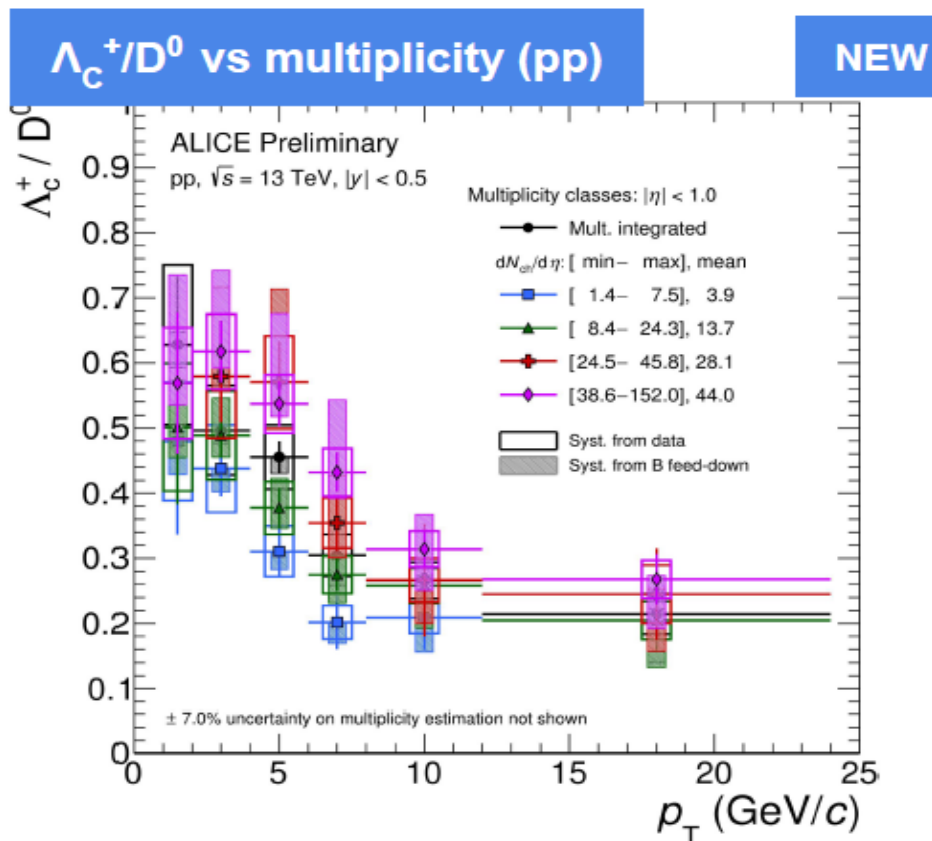 Λc⁺/D⁰ vs multiplicity (pp)
NEW
Λc⁺ / D⁰
ALICE Preliminary
pp, √s = 13 TeV, |y| < 0.5
Multiplicity classes: |η| < 1.0
Mult. integrated
dNch/dη: [ min− max], mean
[ 1.4− 7.5], 3.9
[ 8.4− 24.3], 13.7
[24.5− 45.8], 28.1
[38.6−152.0], 44.0
Syst. from data
Syst. from B feed-down
± 7.0% uncertainty on multiplicity estimation not shown
0.9
0.8
0.7
0.6
0.5
0.4
0.3
0.2
0.1
0
0 5 10 15 20 25
pT (GeV/c)